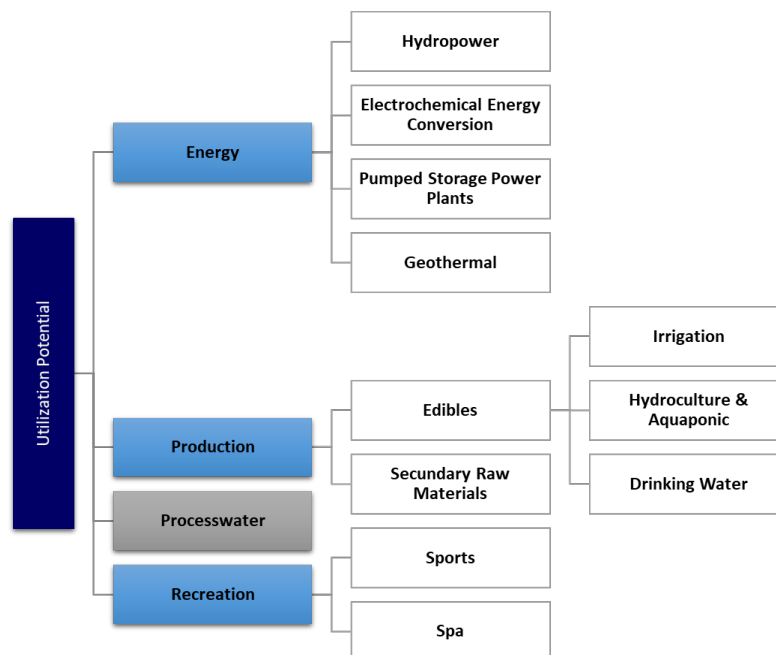 Utilization Potential
Energy
Hydropower
Electrochemical Energy
Conversion
Pumped Storage Power
Plants
Geothermal
Production
Edibles
Irrigation
Hydroculture &
Aquaponic
Drinking Water
Secundary Raw
Materials
Processwater
Recreation
Sports
Spa